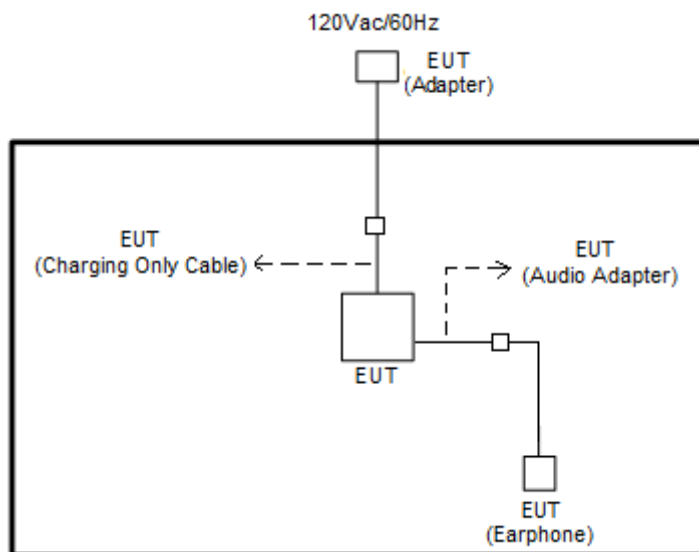 120Vac/60Hz
EUT
(Adapter)
EUT
(Charging Only Cable)
EUT
(Audio Adapter)
EUT
EUT
(Earphone)